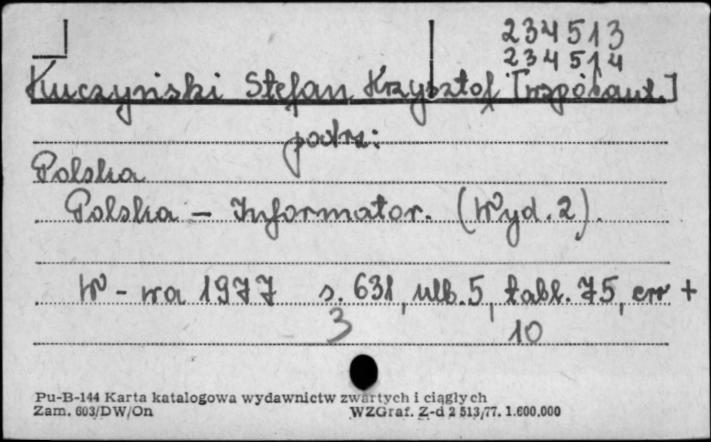 234513
234514
Kuczyński Stefan Krzysztof [współaut.]
patrz:
Polska
Polska - Informator. (Wyd. 2).
W-wa 1977 s. 631, ulb. 5, tabl. 75, err +
3 10
Pu-B-144 Karta katalogowa wydawnictw zwartych i ciągłych
Zam. 603/DW/On WZGraf. Z-d 2 513/77. 1.600.000